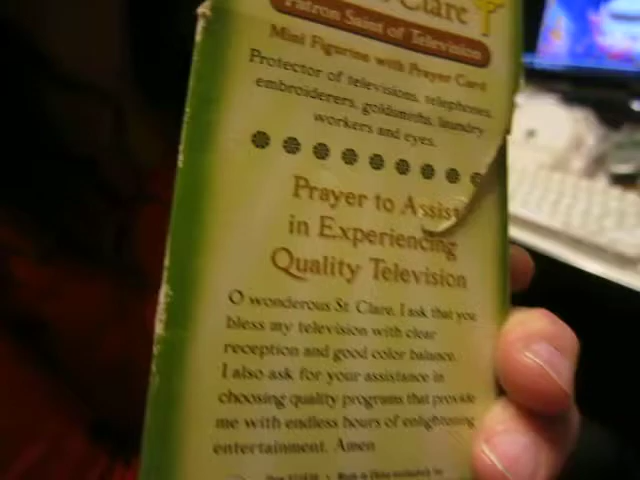 Clare
Patron Saint of Television
Mini Figurine with Prayer Card
Protector of televisions, telephones,
embroiderers, goldsmiths, laundry
workers and eyes.
Prayer to Assist
in Experiencing
Quality Television
O wonderous St. Clare, I ask that you
bless my television with clear
reception and good color balance.
I also ask for your assistance in
choosing quality programs that provide
me with endless hours of enlightening
entertainment. Amen